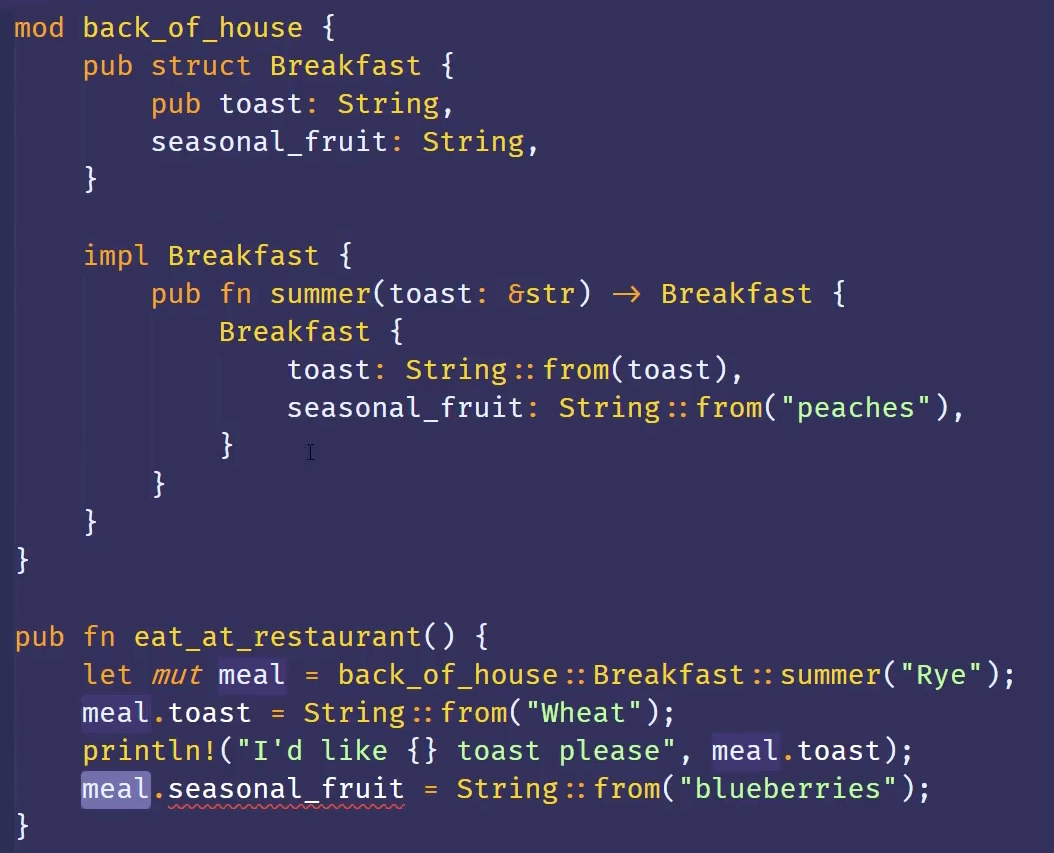 mod back_of_house {
    pub struct Breakfast {
        pub toast: String,
        seasonal_fruit: String,
    }

    impl Breakfast {
        pub fn summer(toast: &str) -> Breakfast {
            Breakfast {
                toast: String::from(toast),
                seasonal_fruit: String::from("peaches"),
            }
        }
    }
}

pub fn eat_at_restaurant() {
    let mut meal = back_of_house::Breakfast::summer("Rye");
    meal.toast = String::from("Wheat");
    println!("I'd like {} toast please", meal.toast);
    meal.seasonal_fruit = String::from("blueberries");
}